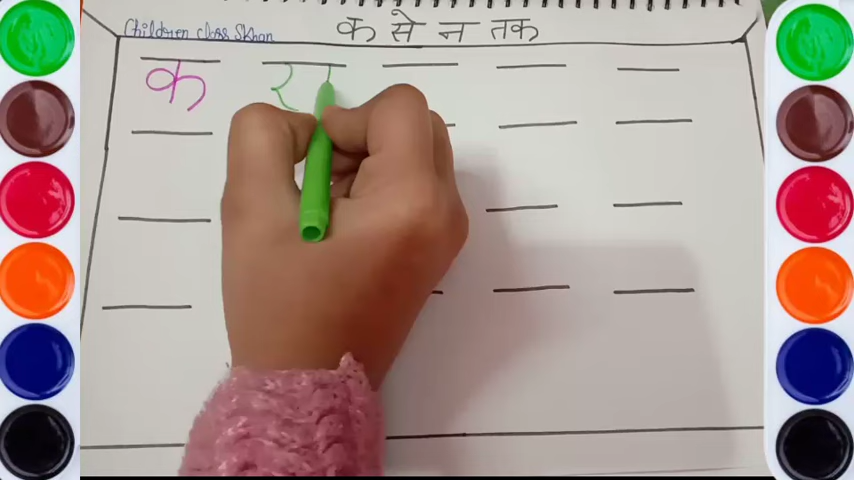 Children class Skhan
क से न तक
क